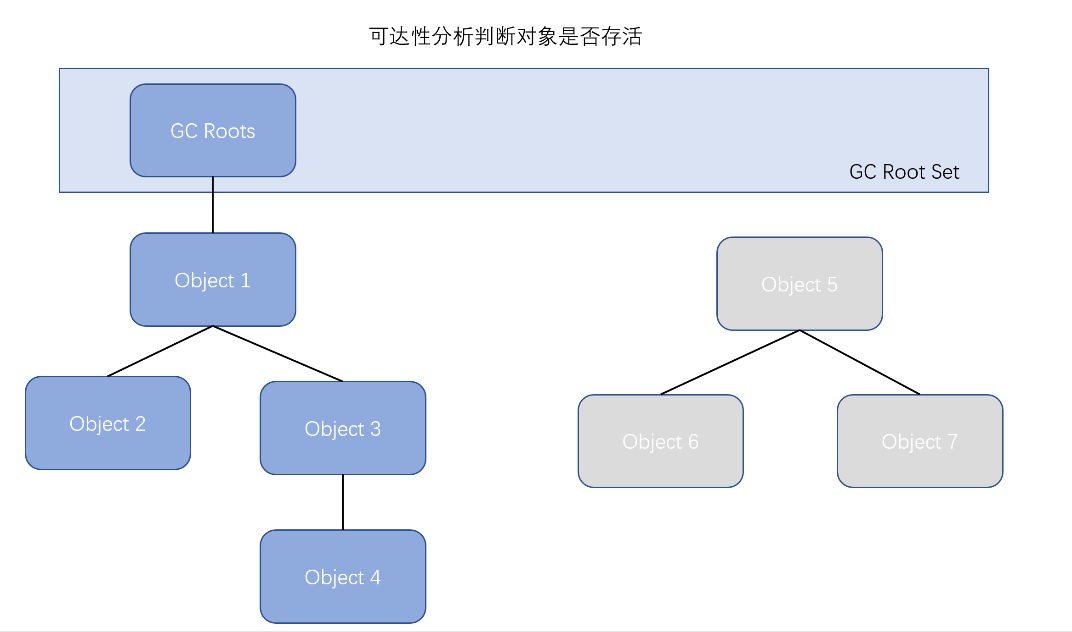 可达性分析判断对象是否存活
GC Roots
GC Root Set
Object 1
Object 5
Object 2
Object 3
Object 6
Object 7
Object 4